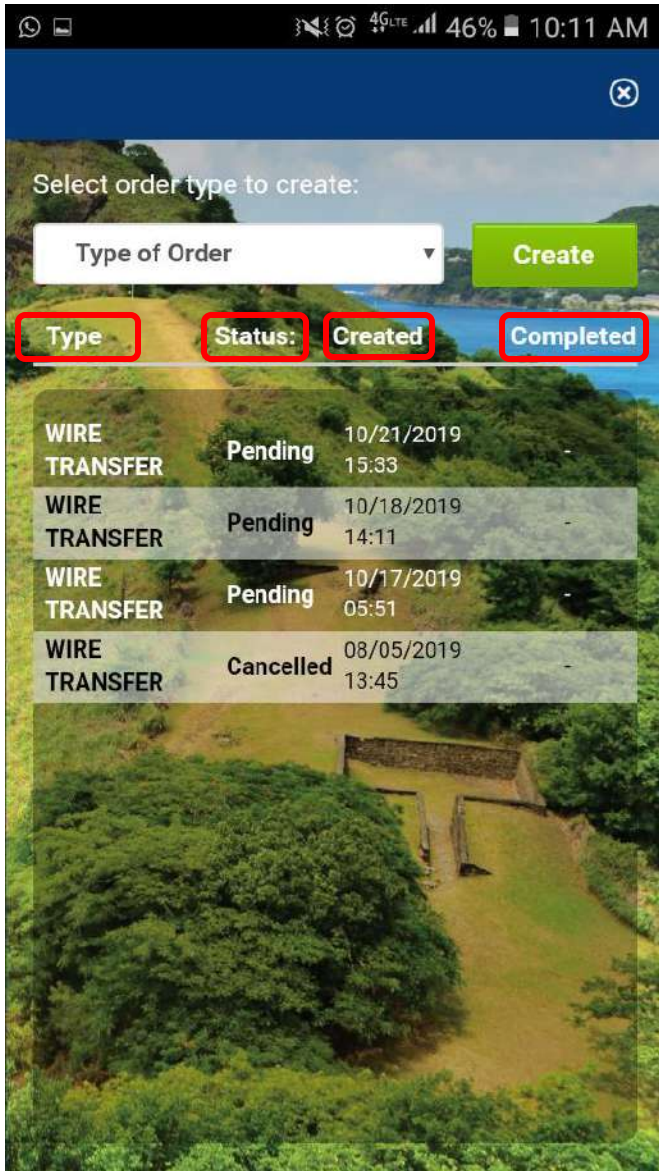 4G LTE 46% 10:11 AM
Select order type to create:
Type of Order ▼ Create
Type Status: Created Completed
WIRE TRANSFER Pending 10/21/2019 15:33 -
WIRE TRANSFER Pending 10/18/2019 14:11 -
WIRE TRANSFER Pending 10/17/2019 05:51 -
WIRE TRANSFER Cancelled 08/05/2019 13:45 -